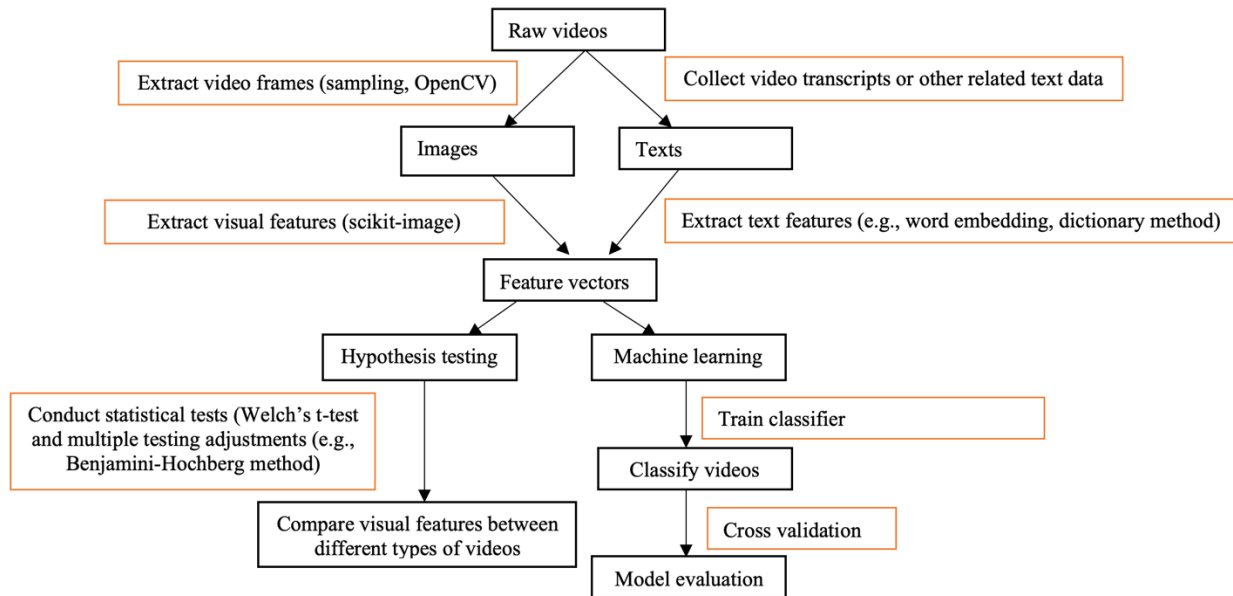 Raw videos
Extract video frames (sampling, OpenCV)
Collect video transcripts or other related text data
Images
Texts
Extract visual features (scikit-image)
Extract text features (e.g., word embedding, dictionary method)
Feature vectors
Hypothesis testing
Machine learning
Conduct statistical tests (Welch’s t-test
and multiple testing adjustments (e.g.,
Benjamini-Hochberg method)
Train classifier
Classify videos
Compare visual features between
different types of videos
Cross validation
Model evaluation